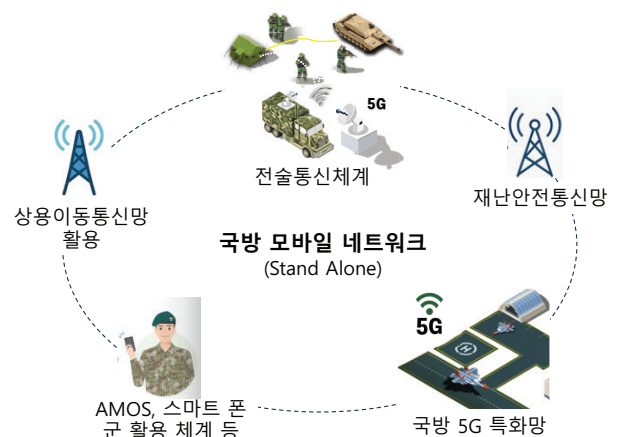 5G
전술통신체계
재난안전통신망
상용이동통신망
활용
국방 모바일 네트워크
(Stand Alone)
5G
H
AMOS, 스마트 폰
군 활용 체계 등
국방 5G 특화망